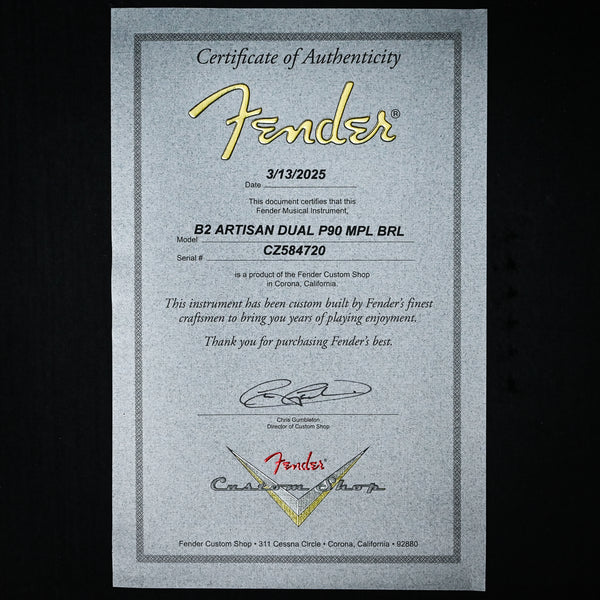 Certificate of Authenticity
Fender®
3/13/2025
Date
This document certifies that this
Fender Musical Instrument,
B2 ARTISAN DUAL P90 MPL BRL
Model
CZ584720
Serial #
is a product of the Fender Custom Shop
in Corona, California.
This instrument has been custom built by Fender's finest
craftsmen to bring you years of playing enjoyment.
Thank you for purchasing Fender's best.
Chris Gumbleton
Director of Custom Shop
Fender®
Custom Shop
Fender Custom Shop • 311 Cessna Circle • Corona, California • 92880